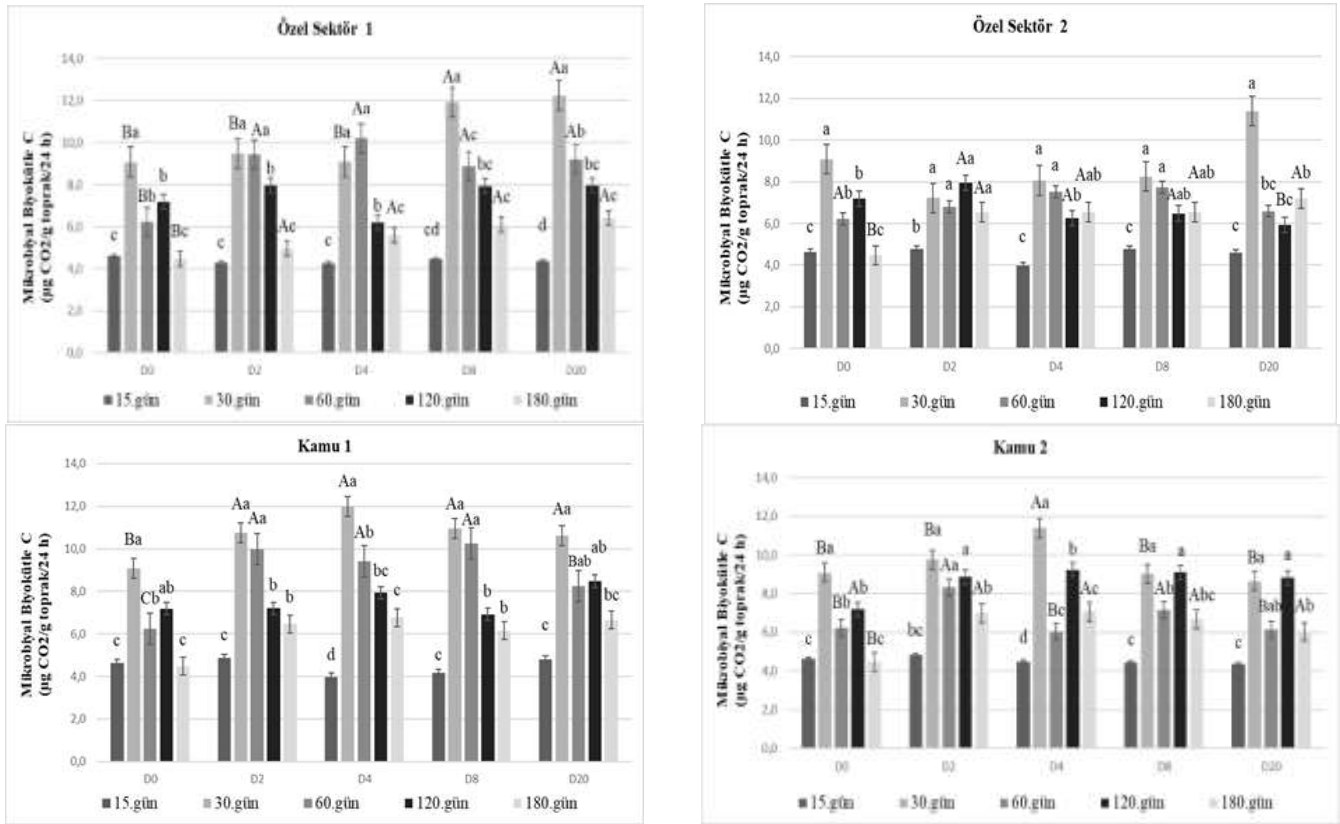 Özel Sektör 1
Mikrobiyal Biyokütle C
(µg CO2/g toprak/24 h)
14,0
12,0
10,0
8,0
6,0
4,0
2,0
0,0
c Ba Bb b Bc
c Ba Aa b Ac
c Ba Aa b Ac
cd Aa Ac bc Ac
d Aa Ab bc Ac
D0 D2 D4 D8 D20
15.gün 30.gün 60.gün 120.gün 180.gün
Özel Sektör 2
Mikrobiyal Biyokütle C
(µg CO2/g toprak/24 h)
14,0
12,0
10,0
8,0
6,0
4,0
2,0
0,0
c a Ab b Bc
b a a Aa Aa
c a a Ab Aab
c a a Aab Aab
c a bc Bc Ab
D0 D2 D4 D8 D20
15.gün 30.gün 60.gün 120.gün 180.gün
Kamu 1
Mikrobiyal Biyokütle C
(µg CO2/g toprak/24 h)
14,0
12,0
10,0
8,0
6,0
4,0
2,0
0,0
c Ba Cb ab c
c Aa Aa b b
d Aa Ab bc c
c Aa Aa b b
c Aa Bab ab bc
D0 D2 D4 D8 D20
15.gün 30.gün 60.gün 120.gün 180.gün
Kamu 2
Mikrobiyal Biyokütle C
(µg CO2/g toprak/24 h)
14,0
12,0
10,0
8,0
6,0
4,0
2,0
0,0
c Ba Bb Ab Bc
bc Ba Aa a Ab
d Aa Bc b Ac
c Ba Ab a Abc
c Ba Bab a Ab
D0 D2 D4 D8 D20
15.gün 30.gün 60.gün 120.gün 180.gün